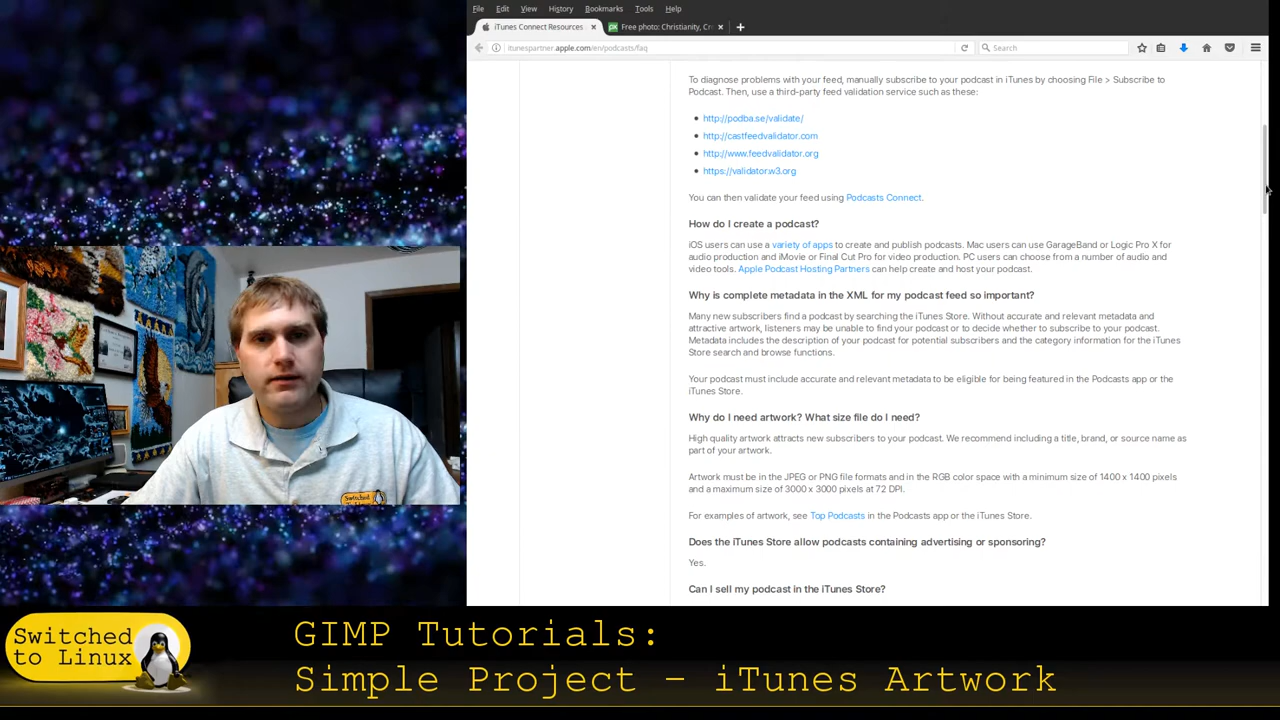 File Edit View History Bookmarks Tools Help
iTunes Connect Resources
Free photo: Christianity, Cr
itunespartner.apple.com/en/podcasts/faq
Search
To diagnose problems with your feed, manually subscribe to your podcast in iTunes by choosing File > Subscribe to
Podcast. Then, use a third-party feed validation service such as these:
http://podba.se/validate/
http://castfeedvalidator.com
http://www.feedvalidator.org
https://validator.w3.org
You can then validate your feed using Podcasts Connect.
How do I create a podcast?
iOS users can use a variety of apps to create and publish podcasts. Mac users can use GarageBand or Logic Pro X for
audio production and iMovie or Final Cut Pro for video production. PC users can choose from a number of audio and
video tools. Apple Podcast Hosting Partners can help create and host your podcast.
Why is complete metadata in the XML for my podcast feed so important?
Many new subscribers find a podcast by searching the iTunes Store. Without accurate and relevant metadata and
attractive artwork, listeners may be unable to find your podcast or to decide whether to subscribe to your podcast.
Metadata includes the description of your podcast for potential subscribers and the category information for the iTunes
Store search and browse functions.
Your podcast must include accurate and relevant metadata to be eligible for being featured in the Podcasts app or the
iTunes Store.
Why do I need artwork? What size file do I need?
High quality artwork attracts new subscribers to your podcast. We recommend including a title, brand, or source name as
part of your artwork.
Artwork must be in the JPEG or PNG file formats and in the RGB color space with a minimum size of 1400 x 1400 pixels
and a maximum size of 3000 x 3000 pixels at 72 DPI.
For examples of artwork, see Top Podcasts in the Podcasts app or the iTunes Store.
Does the iTunes Store allow podcasts containing advertising or sponsoring?
Yes.
Can I sell my podcast in the iTunes Store?
Switched
to Linux
GIMP Tutorials:
Simple Project - iTunes Artwork